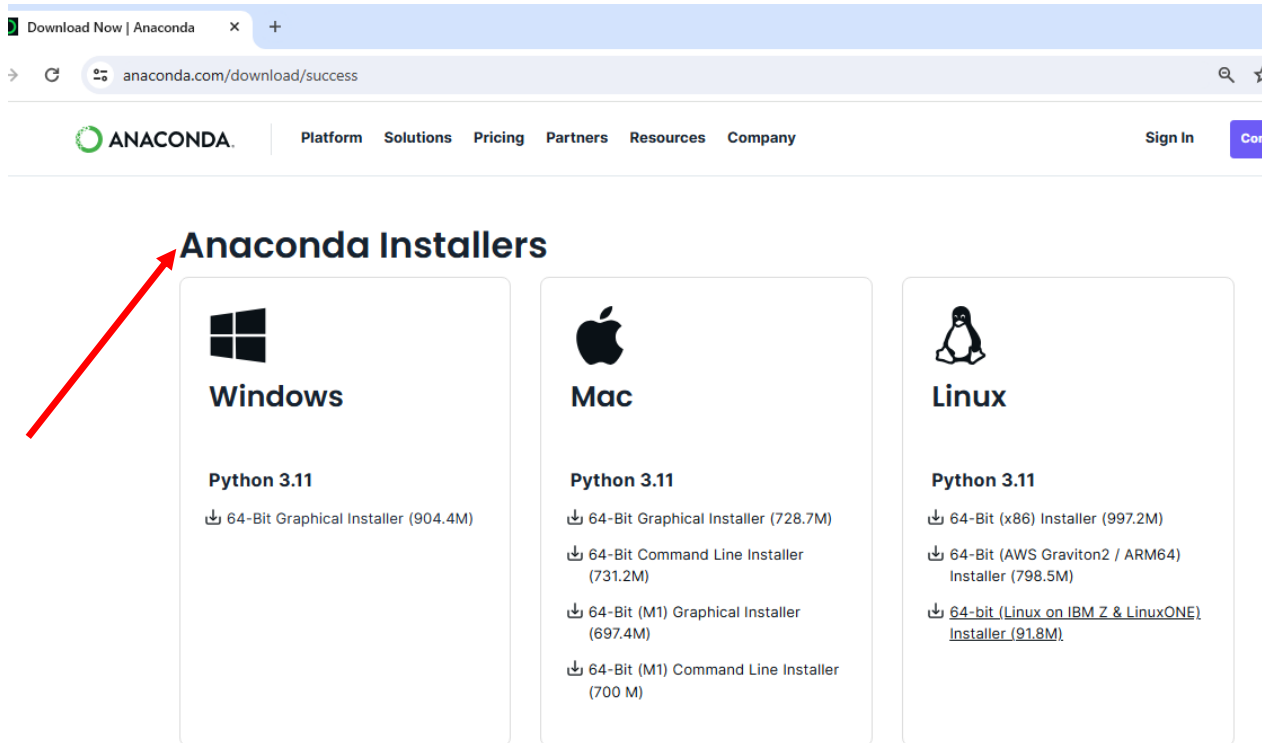 Download Now | Anaconda
anaconda.com/download/success
ANACONDA.
Platform Solutions Pricing Partners Resources Company
Sign In
Anaconda Installers
Windows
Python 3.11
64-Bit Graphical Installer (904.4M)
Mac
Python 3.11
64-Bit Graphical Installer (728.7M)
64-Bit Command Line Installer
(731.2M)
64-Bit (M1) Graphical Installer
(697.4M)
64-Bit (M1) Command Line Installer
(700 M)
Linux
Python 3.11
64-Bit (x86) Installer (997.2M)
64-Bit (AWS Graviton2 / ARM64)
Installer (798.5M)
64-bit (Linux on IBM Z & LinuxONE)
Installer (91.8M)